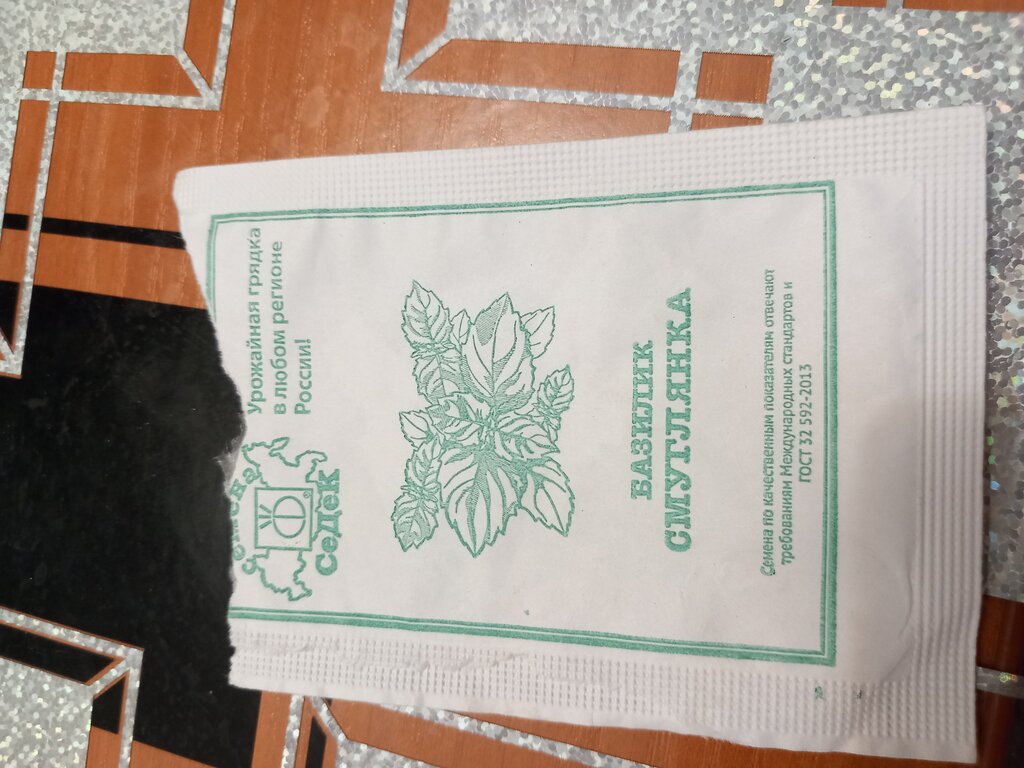 Семена
СеДеК
Урожайная грядка
в любом регионе
России!
БАЗИЛИК
СМУГЛЯНКА
Семена по качественным показателям отвечают
требованиям Международных стандартов и
ГОСТ 32 592-2013